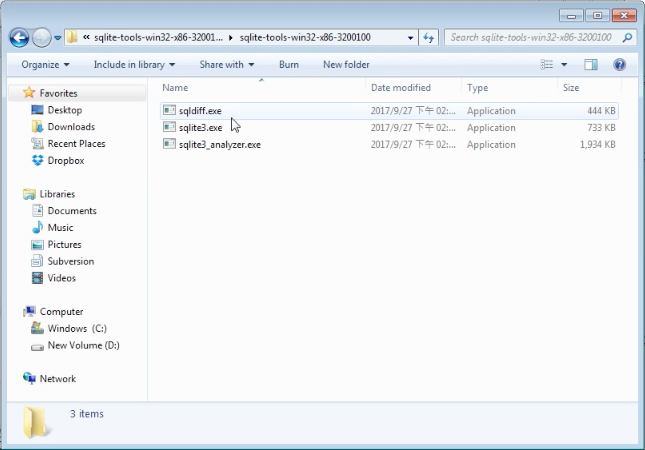 « sqlite-tools-win32-x86-32001... ▸ sqlite-tools-win32-x86-3200100 Search sqlite-tools-win32-x86-3200100
Organize Include in library Share with Burn New folder
Favorites
Desktop
Downloads
Recent Places
Dropbox
Libraries
Documents
Music
Pictures
Subversion
Videos
Computer
Windows (C:)
New Volume (D:)
Network
Name Date modified Type Size
sqldiff.exe 2017/9/27 下午 02:... Application 444 KB
sqlite3.exe 2017/9/27 下午 02:... Application 733 KB
sqlite3_analyzer.exe 2017/9/27 下午 02:... Application 1,934 KB
3 items